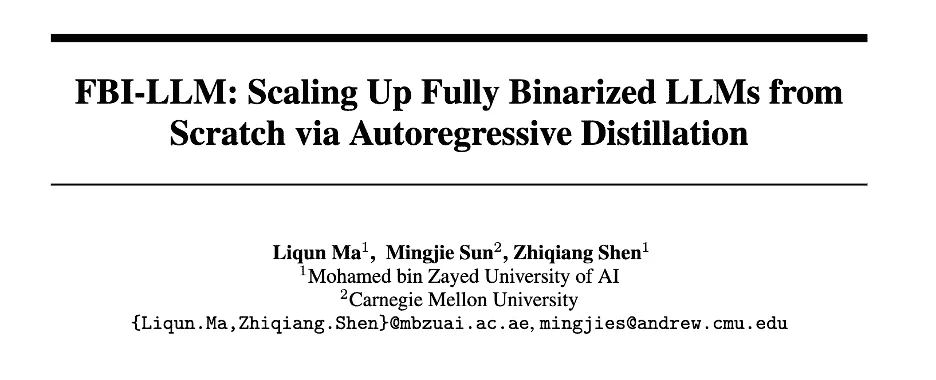 FBI-LLM: Scaling Up Fully Binarized LLMs from
Scratch via Autoregressive Distillation
Liqun Ma¹, Mingjie Sun², Zhiqiang Shen¹
¹Mohamed bin Zayed University of AI
²Carnegie Mellon University
{Liqun.Ma,Zhiqiang.Shen}@mbzuai.ac.ae, mingjies@andrew.cmu.edu